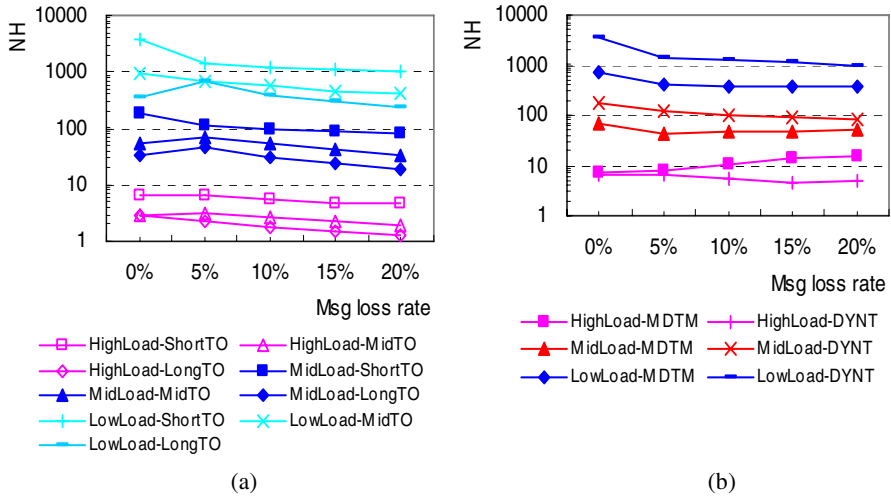 NH
10000
1000
100
10
1
0% 5% 10% 15% 20%
Msg loss rate
HighLoad-ShortTO HighLoad-MidTO
HighLoad-LongTO MidLoad-ShortTO
MidLoad-MidTO MidLoad-LongTO
LowLoad-ShortTO LowLoad-MidTO
LowLoad-LongTO
(a)
NH
10000
1000
100
10
1
0% 5% 10% 15% 20%
Msg loss rate
HighLoad-MDTM HighLoad-DYNT
MidLoad-MDTM MidLoad-DYNT
LowLoad-MDTM LowLoad-DYNT
(b)